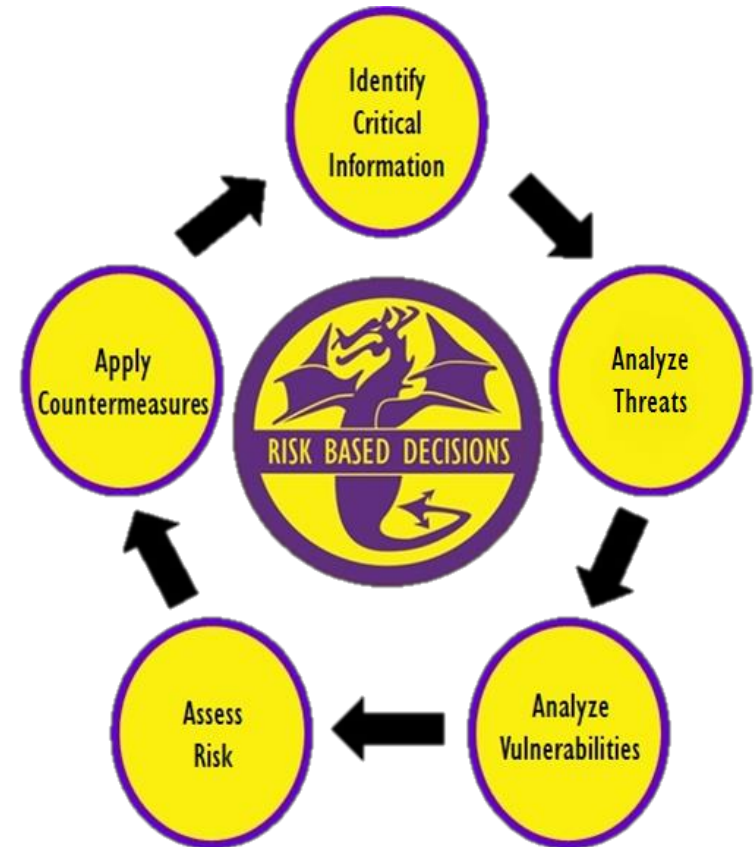 Identify
Critical
Information
Analyze
Threats
Analyze
Vulnerabilities
Assess
Risk
Apply
Countermeasures
RISK BASED DECISIONS